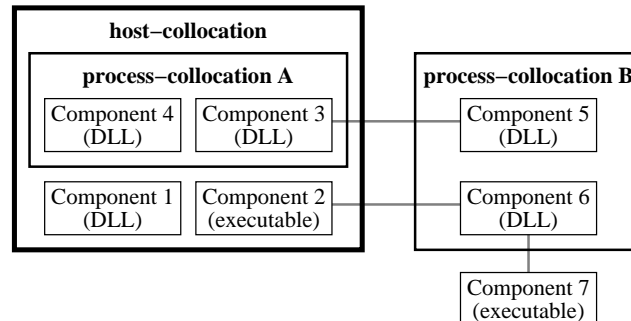 host−collocation
process−collocation A
process−collocation B
Component 4
(DLL)
Component 3
(DLL)
Component 5
(DLL)
Component 1
(DLL)
Component 2
(executable)
Component 6
(DLL)
Component 7
(executable)